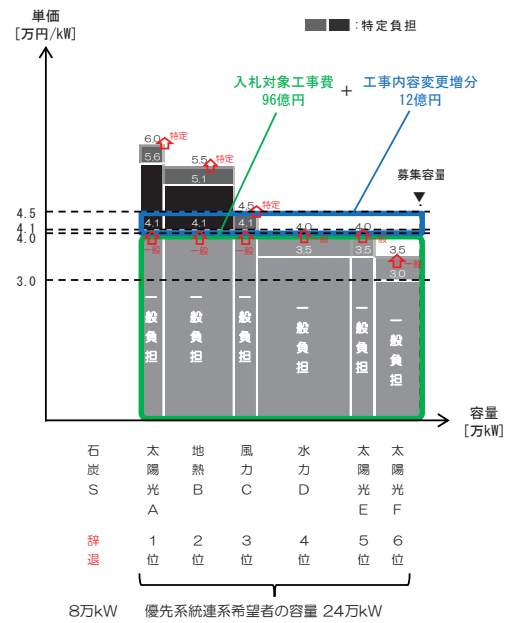 単価
[万円/kW]
:特定負担
入札対象工事費
96億円
+
工事内容変更増分
12億円
募集容量
6.0
特定
5.6
5.5
特定
5.1
4.5
特定
4.5
4.1
4.0
3.0
4.1
4.1
4.1
4.0
4.0
一般
一般
一般
一般
一般
3.5
3.5
3.5
3.0
一般
一般負担
一般負担
一般負担
一般負担
一般負担
一般負担
容量
[万kW]
石炭S
太陽光A
地熱B
風力C
水力D
太陽光E
太陽光F
辞退
1位
2位
3位
4位
5位
6位
8万kW
優先系統連系希望者の容量 24万kW